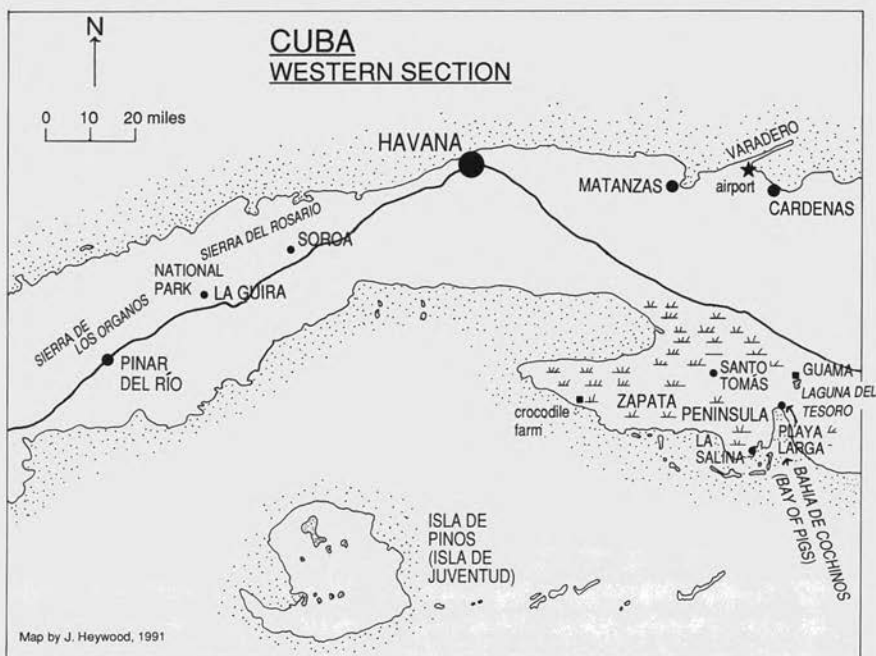 N
CUBA
WESTERN SECTION
0 10 20 miles
HAVANA
VARADERO
MATANZAS
airport
CARDENAS
SIERRA DEL ROSARIO
SOROA
NATIONAL
PARK
LA GUIRA
SIERRA DE
LOS ORGANOS
PINAR
DEL RÍO
SANTO
TOMÁS
GUAMA
LAGUNA DEL
TESORO
ZAPATA
PENINSULA
crocodile
farm
PLAYA
LARGA
LA
SALINA
BAHIA DE COCHINOS
(BAY OF PIGS)
ISLA DE
PINOS
(ISLA DE
JUVENTUD)
Map by J. Heywood, 1991